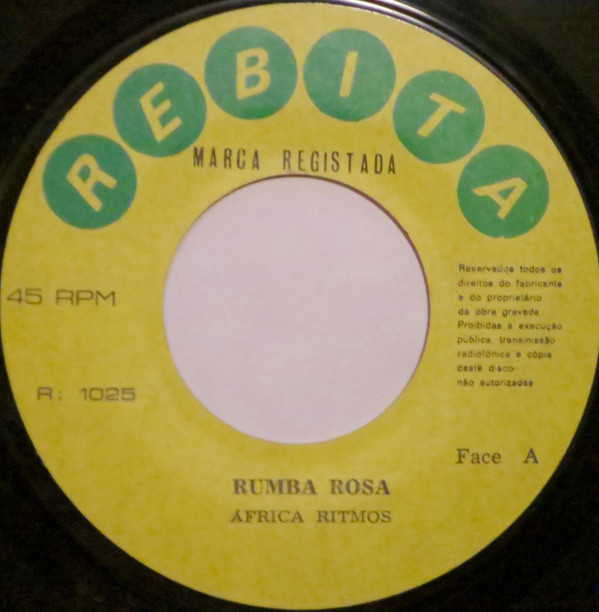 REBITA
MARCA REGISTADA
45 RPM
R: 1025
Reservados todos os
direitos do fabricante
e do proprietário
da obra gravada
Proibidas a execução
pública, transmissão
radiofónica e cópia
deste disco
não autorizadas
Face A
RUMBA ROSA
ÁFRICA RITMOS